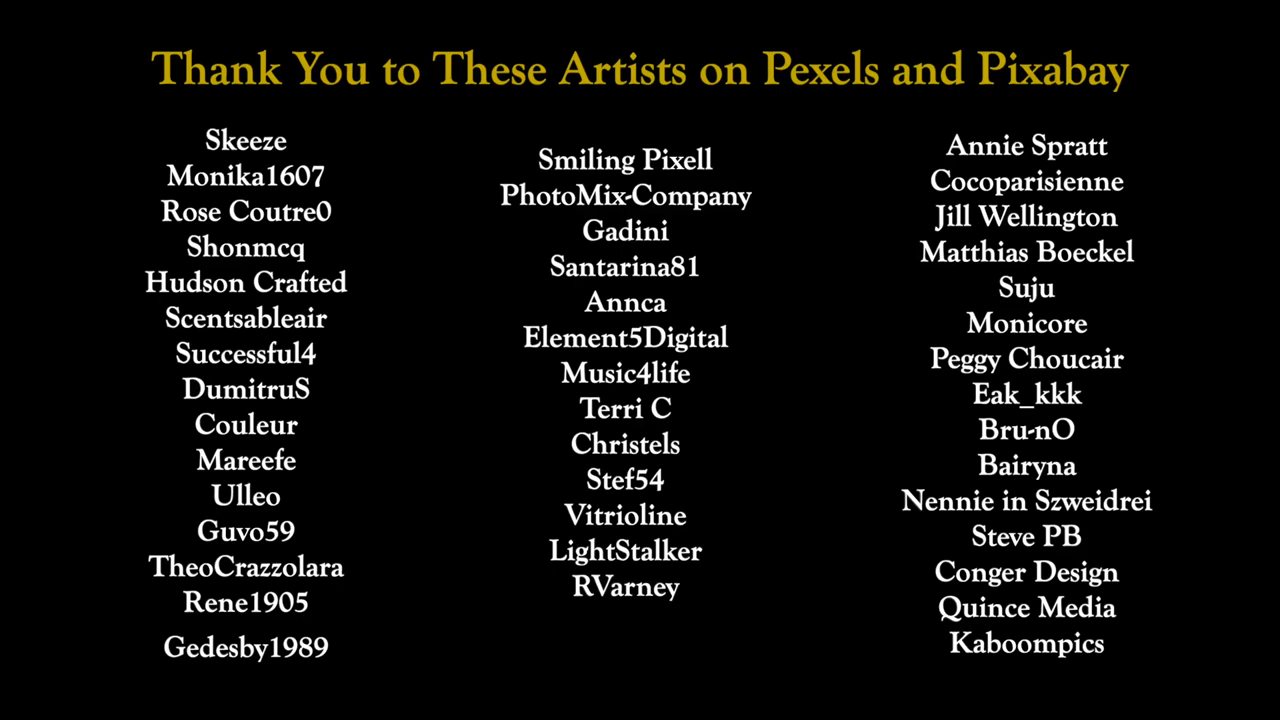 Thank You to These Artists on Pexels and Pixabay
Skeeze
Monika1607
Rose Coutre0
Shonmcq
Hudson Crafted
Scentsableair
Successful4
DumitruS
Couleur
Mareefe
Ulleo
Guvo59
TheoCrazzolara
Rene1905
Gedesby1989
Smiling Pixell
PhotoMix-Company
Gadini
Santarina81
Annca
Element5Digital
Music4life
Terri C
Christels
Stef54
Vitrioline
LightStalker
RVarney
Annie Spratt
Cocoparisienne
Jill Wellington
Matthias Boeckel
Suju
Monicore
Peggy Choucair
Eak_kkk
Bru-nO
Bairyna
Nennie in Szweidrei
Steve PB
Conger Design
Quince Media
Kaboompics